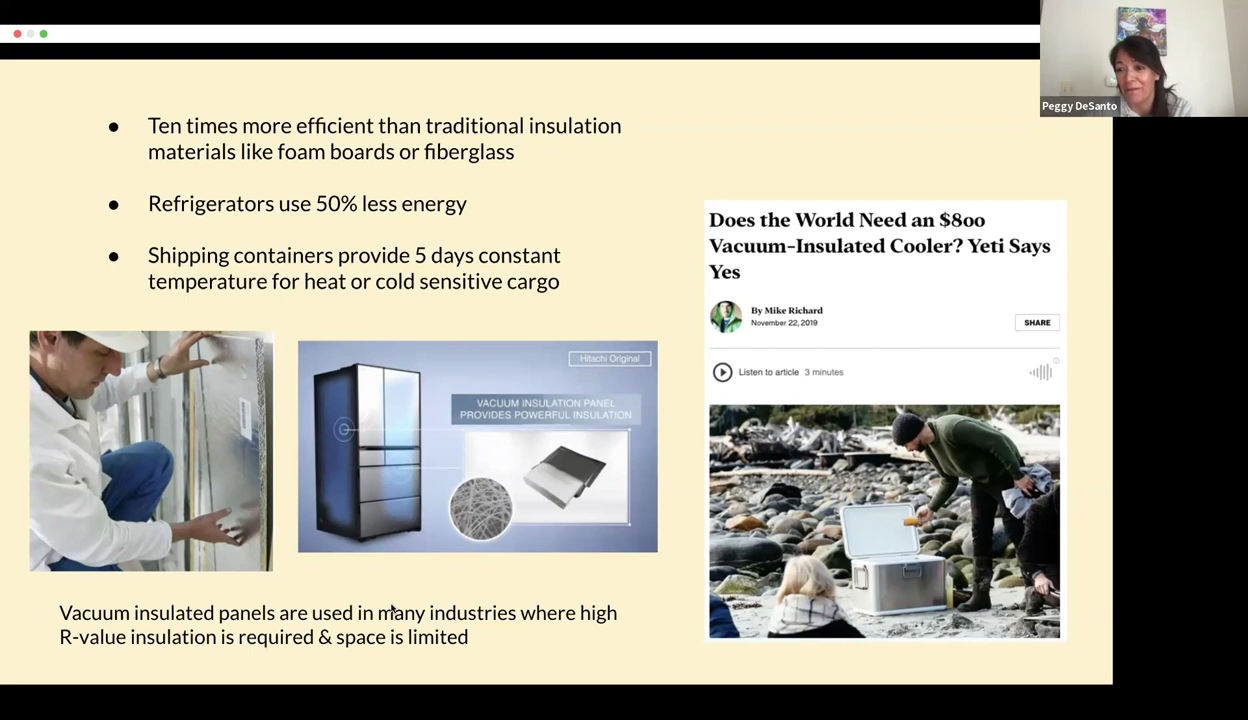 Peggy DeSanto
● Ten times more efficient than traditional insulation
materials like foam boards or fiberglass
● Refrigerators use 50% less energy
● Shipping containers provide 5 days constant
temperature for heat or cold sensitive cargo
Hitachi Original
VACUUM INSULATION PANEL
PROVIDES POWERFUL INSULATION
Vacuum insulated panels are used in many industries where high
R-value insulation is required & space is limited
Does the World Need an $800
Vacuum-Insulated Cooler? Yeti Says
Yes
By Mike Richard
November 22, 2019
SHARE
Listen to article 3 minutes